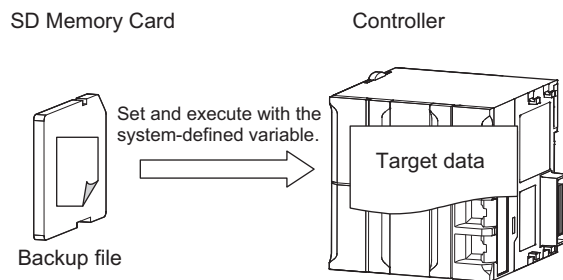 SD Memory Card
Controller
Set and execute with the
system-defined variable.
Target data
Backup file